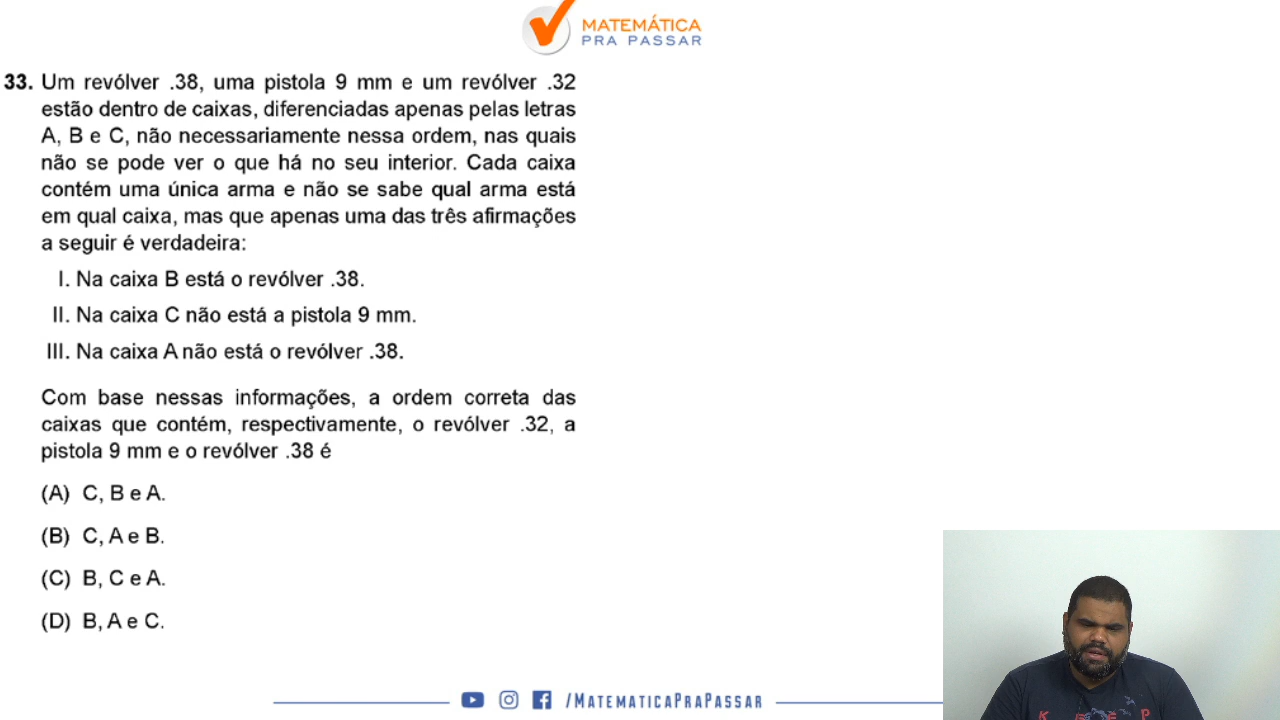 MATEMÁTICA
PRA PASSAR
33. Um revólver .38, uma pistola 9 mm e um revólver .32
estão dentro de caixas, diferenciadas apenas pelas letras
A, B e C, não necessariamente nessa ordem, nas quais
não se pode ver o que há no seu interior. Cada caixa
contém uma única arma e não se sabe qual arma está
em qual caixa, mas que apenas uma das três afirmações
a seguir é verdadeira:
I. Na caixa B está o revólver .38.
II. Na caixa C não está a pistola 9 mm.
III. Na caixa A não está o revólver .38.
Com base nessas informações, a ordem correta das
caixas que contém, respectivamente, o revólver .32, a
pistola 9 mm e o revólver .38 é
(A) C, B e A.
(B) C, A e B.
(C) B, C e A.
(D) B, A e C.
/MATEMATICAPRAPASSAR